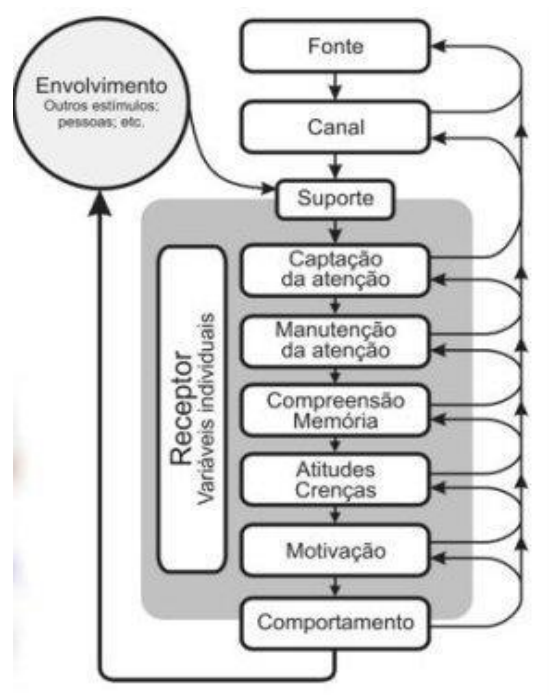 Fonte
Envolvimento
Outros estímulos;
pessoas; etc.
Canal
Suporte
Captação
da atenção
Manutenção
da atenção
Receptor
Variáveis individuais
Compreensão
Memória
Atitudes
Crenças
Motivação
Comportamento